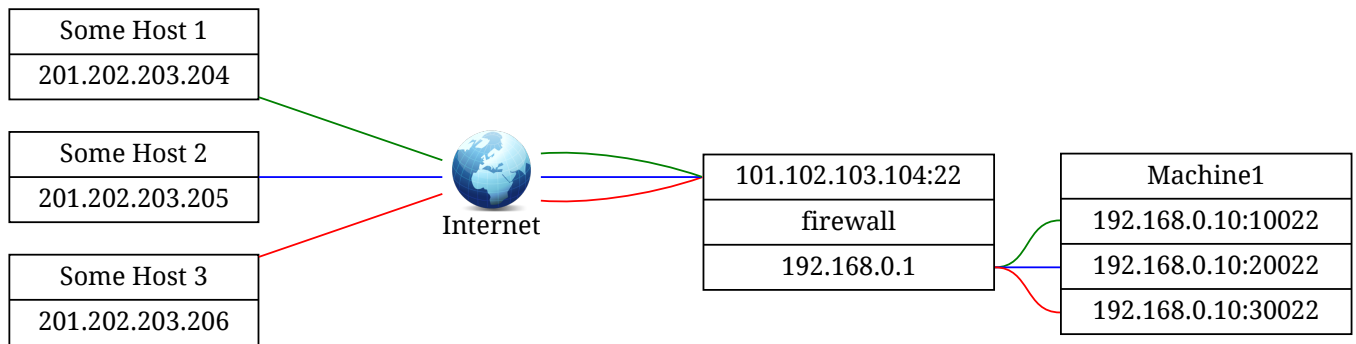 Some Host 1
201.202.203.204
Some Host 2
201.202.203.205
Some Host 3
201.202.203.206
Internet
101.102.103.104:22
firewall
192.168.0.1
Machine1
192.168.0.10:10022
192.168.0.10:20022
192.168.0.10:30022